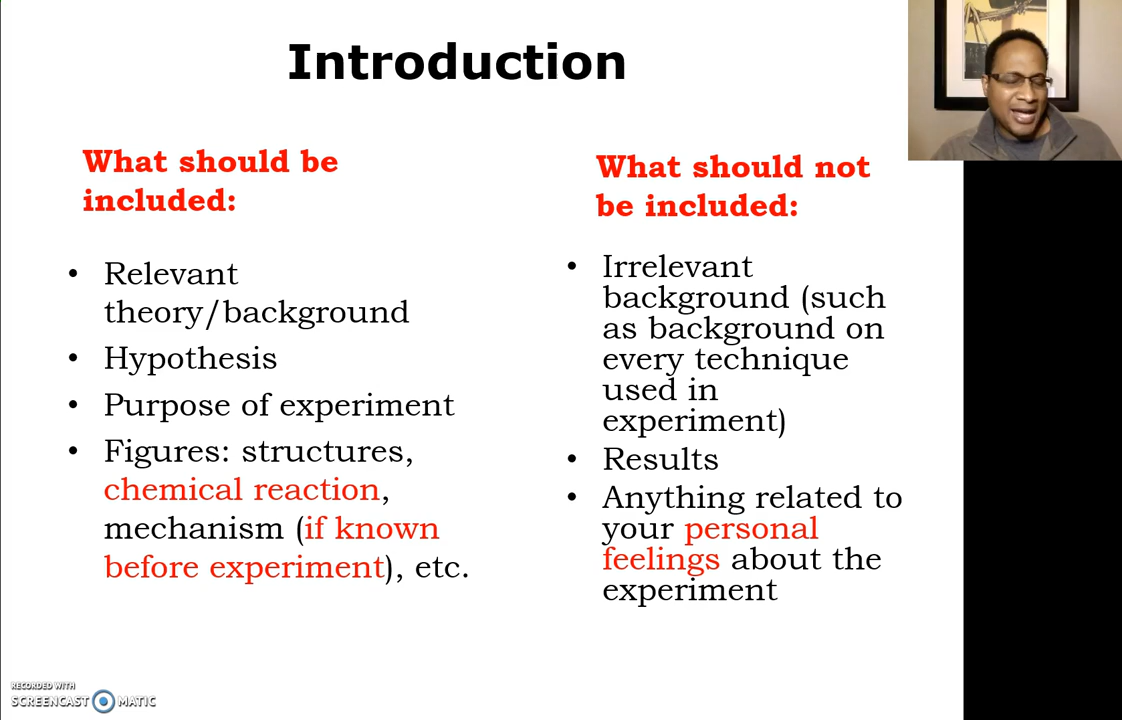 Introduction
What should be
included:
• Relevant
theory/background
• Hypothesis
• Purpose of experiment
• Figures: structures,
chemical reaction,
mechanism (if known
before experiment), etc.
What should not
be included:
• Irrelevant
background (such
as background on
every technique
used in
experiment)
• Results
• Anything related to
your personal
feelings about the
experiment
RECORDED WITH
SCREENCAST MATIC